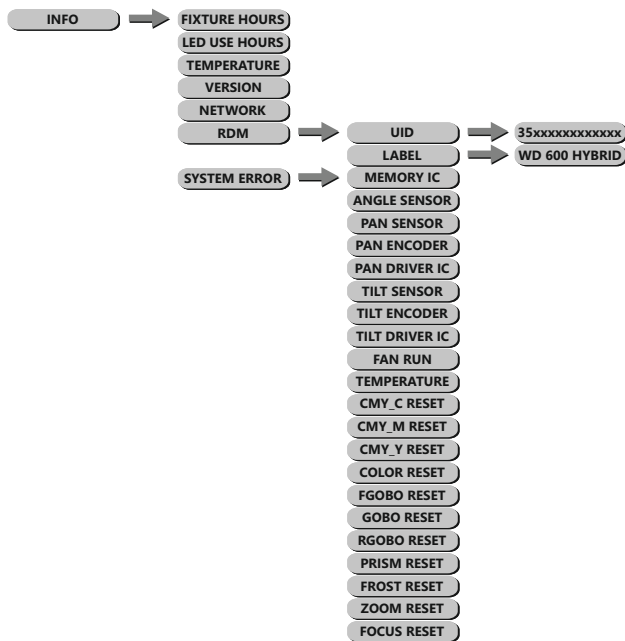 INFO
FIXTURE HOURS
LED USE HOURS
TEMPERATURE
VERSION
NETWORK
RDM
UID
35xxxxxxxxxxxx
LABEL
WD 600 HYBRID
SYSTEM ERROR
MEMORY IC
ANGLE SENSOR
PAN SENSOR
PAN ENCODER
PAN DRIVER IC
TILT SENSOR
TILT ENCODER
TILT DRIVER IC
FAN RUN
TEMPERATURE
CMY_C RESET
CMY_M RESET
CMY_Y RESET
COLOR RESET
FGOBO RESET
GOBO RESET
RGOBO RESET
PRISM RESET
FROST RESET
ZOOM RESET
FOCUS RESET